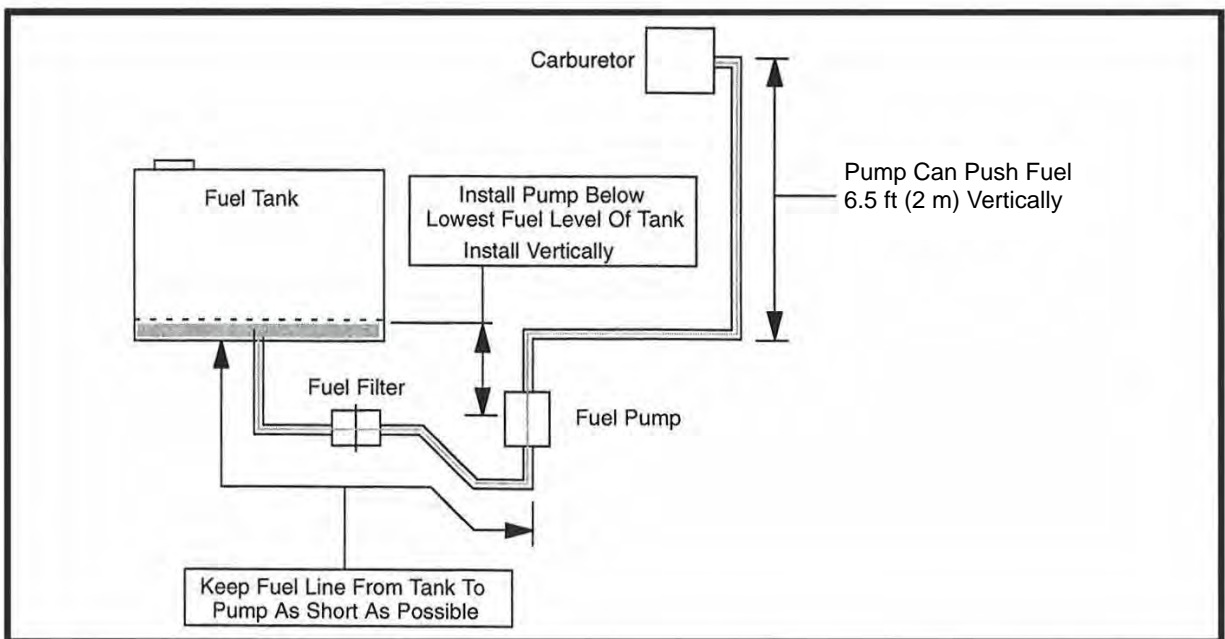 Carburetor
Pump Can Push Fuel
6.5 ft (2 m) Vertically
Fuel Tank
Install Pump Below
Lowest Fuel Level Of Tank
Install Vertically
Fuel Filter
Fuel Pump
Keep Fuel Line From Tank To
Pump As Short As Possible